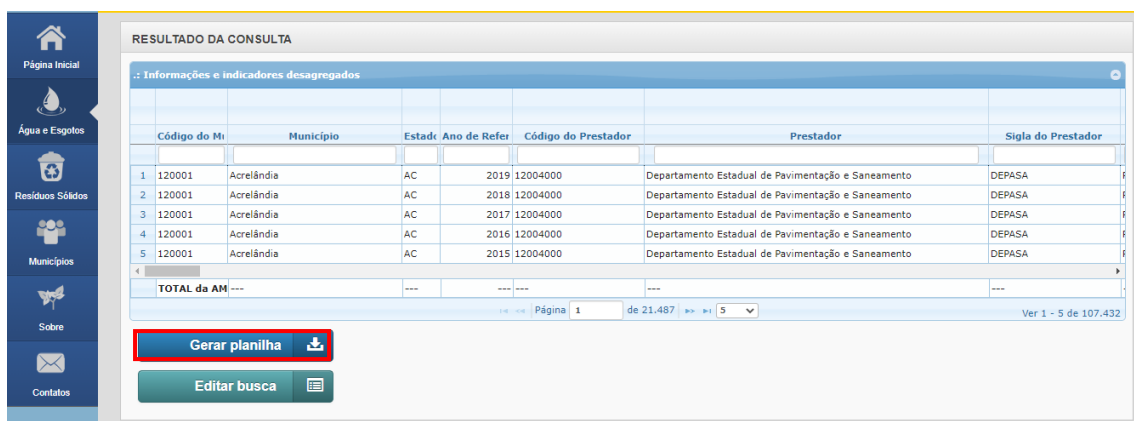 Página Inicial
Água e Esgotos
Resíduos Sólidos
Municípios
Sobre
Contatos
RESULTADO DA CONSULTA
.: Informações e indicadores desagregados
Código do Mu Município Estado Ano de Refer Código do Prestador Prestador Sigla do Prestador
1 120001 Acrelândia AC 2019 12004000 Departamento Estadual de Pavimentação e Saneamento DEPASA
2 120001 Acrelândia AC 2018 12004000 Departamento Estadual de Pavimentação e Saneamento DEPASA
3 120001 Acrelândia AC 2017 12004000 Departamento Estadual de Pavimentação e Saneamento DEPASA
4 120001 Acrelândia AC 2016 12004000 Departamento Estadual de Pavimentação e Saneamento DEPASA
5 120001 Acrelândia AC 2015 12004000 Departamento Estadual de Pavimentação e Saneamento DEPASA
TOTAL da AM --- --- --- --- --- ---
Página 1 de 21.487 5 Ver 1 - 5 de 107.432
Gerar planilha
Editar busca